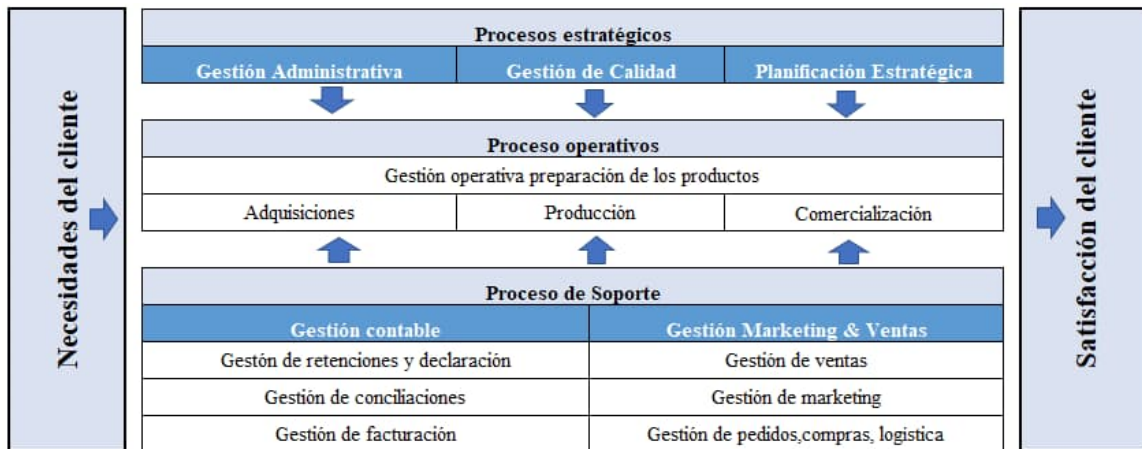 Necesidades del cliente
Procesos estratégicos
Gestión Administrativa
Gestión de Calidad
Planificación Estratégica
Proceso operativos
Gestión operativa preparación de los productos
Adquisiciones
Producción
Comercialización
Proceso de Soporte
Gestión contable
Gestión Marketing & Ventas
Gestón de retenciones y declaración
Gestión de ventas
Gestión de conciliaciones
Gestión de marketing
Gestión de facturación
Gestión de pedidos,compras, logística
Satisfacción del cliente